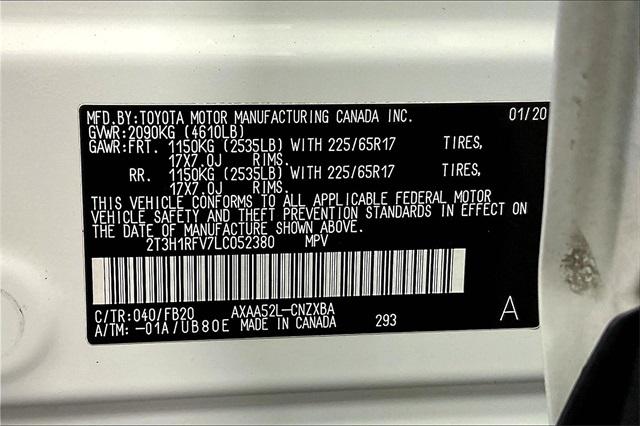 MFD.BY:TOYOTA MOTOR MANUFACTURING CANADA INC. 01/20
GVWR:2090KG (4610LB)
GAWR:FRT. 1150KG (2535LB) WITH 225/65R17 TIRES,
17X7.0J RIMS.
RR. 1150KG (2535LB) WITH 225/65R17 TIRES,
17X7.0J RIMS.
THIS VEHICLE CONFORMS TO ALL APPLICABLE FEDERAL MOTOR
VEHICLE SAFETY AND THEFT PREVENTION STANDARDS IN EFFECT ON
THE DATE OF MANUFACTURE SHOWN ABOVE.
2T3H1RFV7LC052380 MPV
C/TR:040/FB20 AXAA52L-CNZXBA
A/TM:-01A/UB80E MADE IN CANADA 293 A